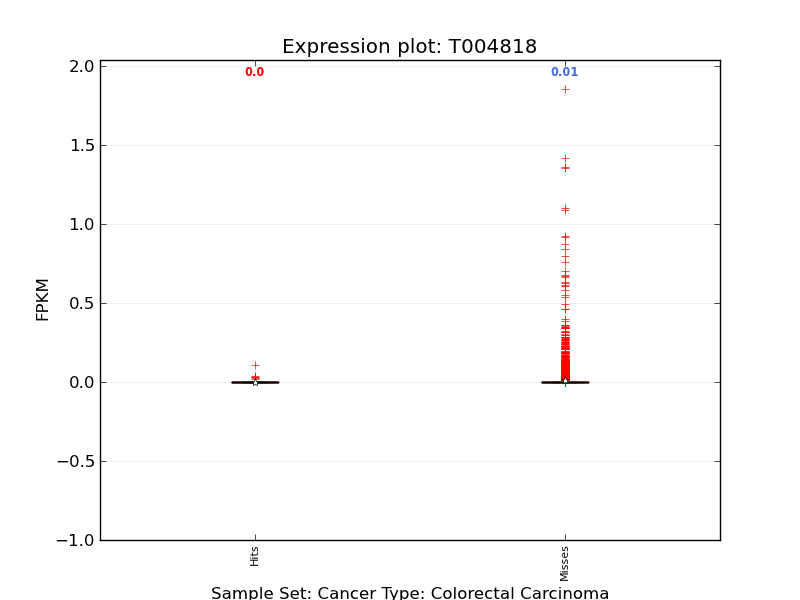 Expression plot: T004818
0.0
0.01
2.0
1.5
1.0
0.5
0.0
−0.5
−1.0
FPKM
Hits
Misses
Sample Set: Cancer Type: Colorectal Carcinoma